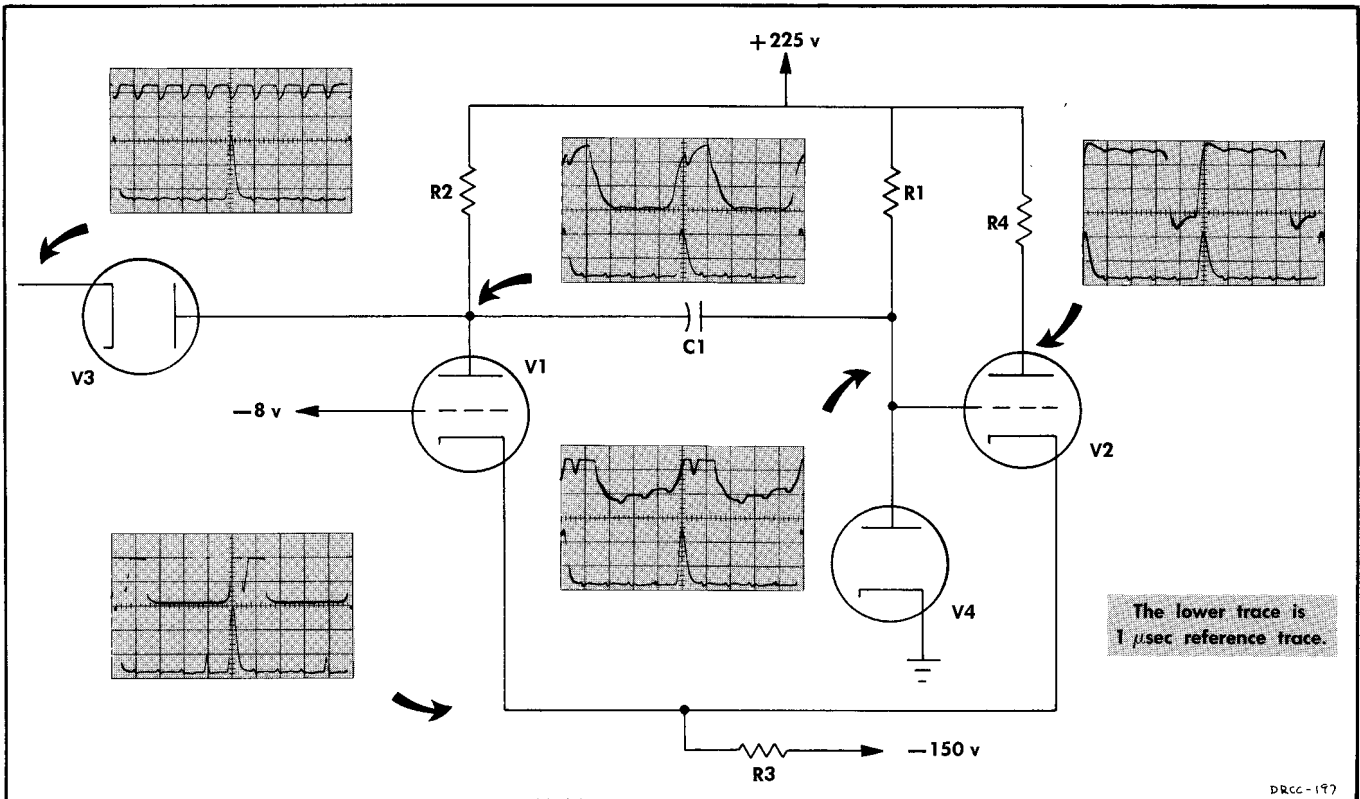 +225 v
R2
R1
R4
V3
C1
V1
−8 v
V2
V4
The lower trace is
1 μsec reference trace.
−150 v
R3
DRCC-197